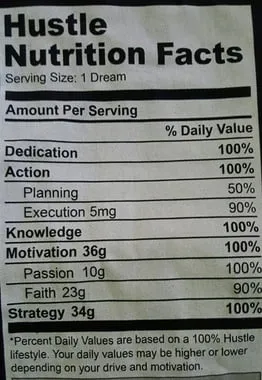 Hustle
Nutrition Facts
Serving Size: 1 Dream
Amount Per Serving
% Daily Value
Dedication 100%
Action 100%
Planning 50%
Execution 5mg 90%
Knowledge 100%
Motivation 36g 100%
Passion 10g 100%
Faith 23g 90%
Strategy 34g 100%
*Percent Daily Values are based on a 100% Hustle
lifestyle. Your daily values may be higher or lower
depending on your drive and motivation.